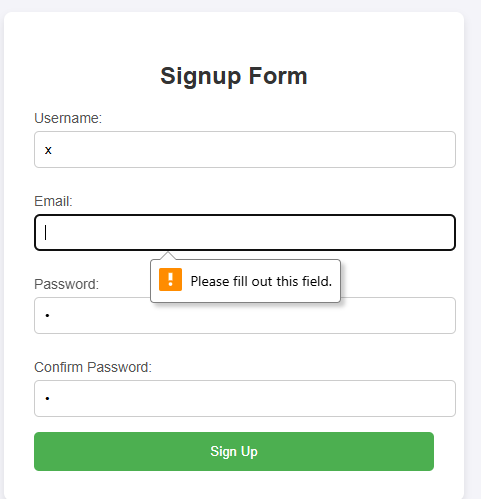 Signup Form
Username:
x
Email:
Please fill out this field.
Password:
•
Confirm Password:
•
Sign Up